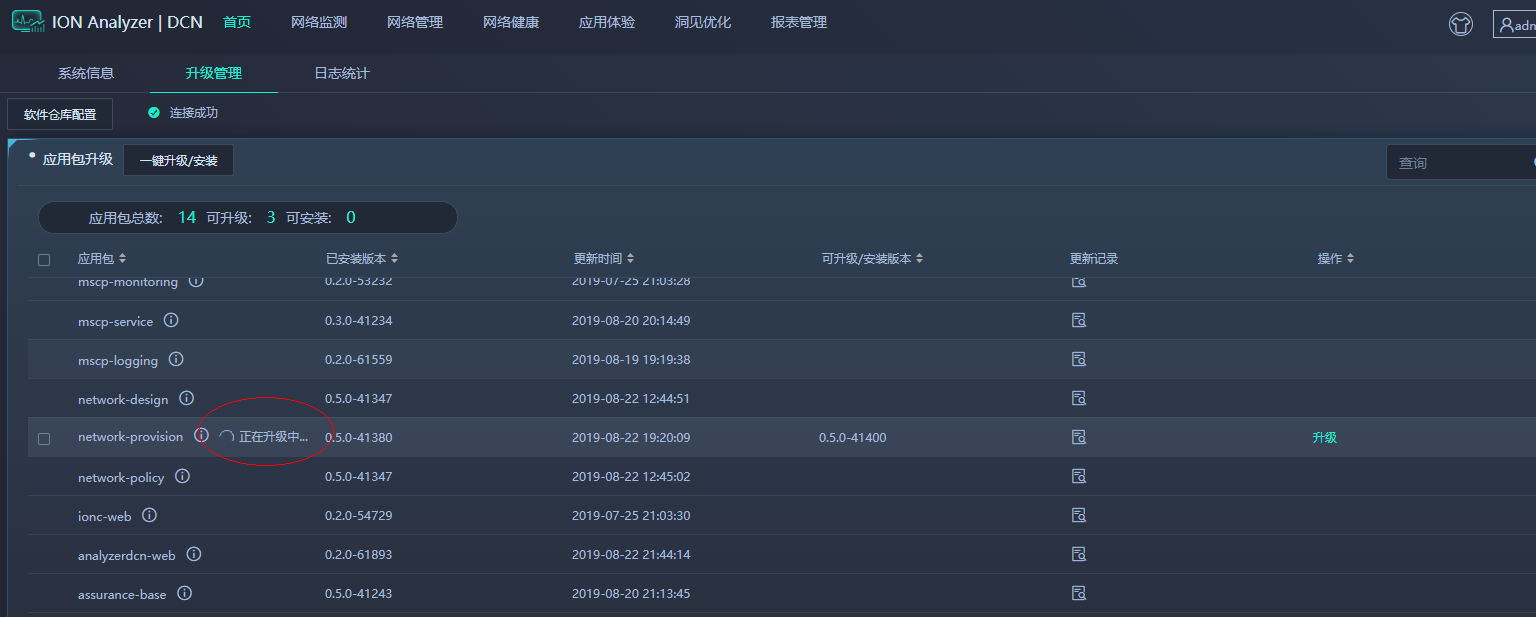 ION Analyzer | DCN 首页 网络监测 网络管理 网络健康 应用体验 洞见优化 报表管理
系统信息 升级管理 日志统计
软件仓库配置 连接成功
应用包升级 一键升级/安装 查询
应用包总数: 14 可升级: 3 可安装: 0
应用包 已安装版本 更新时间 可升级/安装版本 更新记录 操作
mscp-monitoring 0.2.0-53232 2019-07-25 21:03:28
mscp-service 0.3.0-41234 2019-08-20 20:14:49
mscp-logging 0.2.0-61559 2019-08-19 19:19:38
network-design 0.5.0-41347 2019-08-22 12:44:51
network-provision 正在升级中... 0.5.0-41380 2019-08-22 19:20:09 0.5.0-41400 升级
network-policy 0.5.0-41347 2019-08-22 12:45:02
ionc-web 0.2.0-54729 2019-07-25 21:03:30
analyzerdcn-web 0.2.0-61893 2019-08-22 21:44:14
assurance-base 0.5.0-41243 2019-08-20 21:13:45